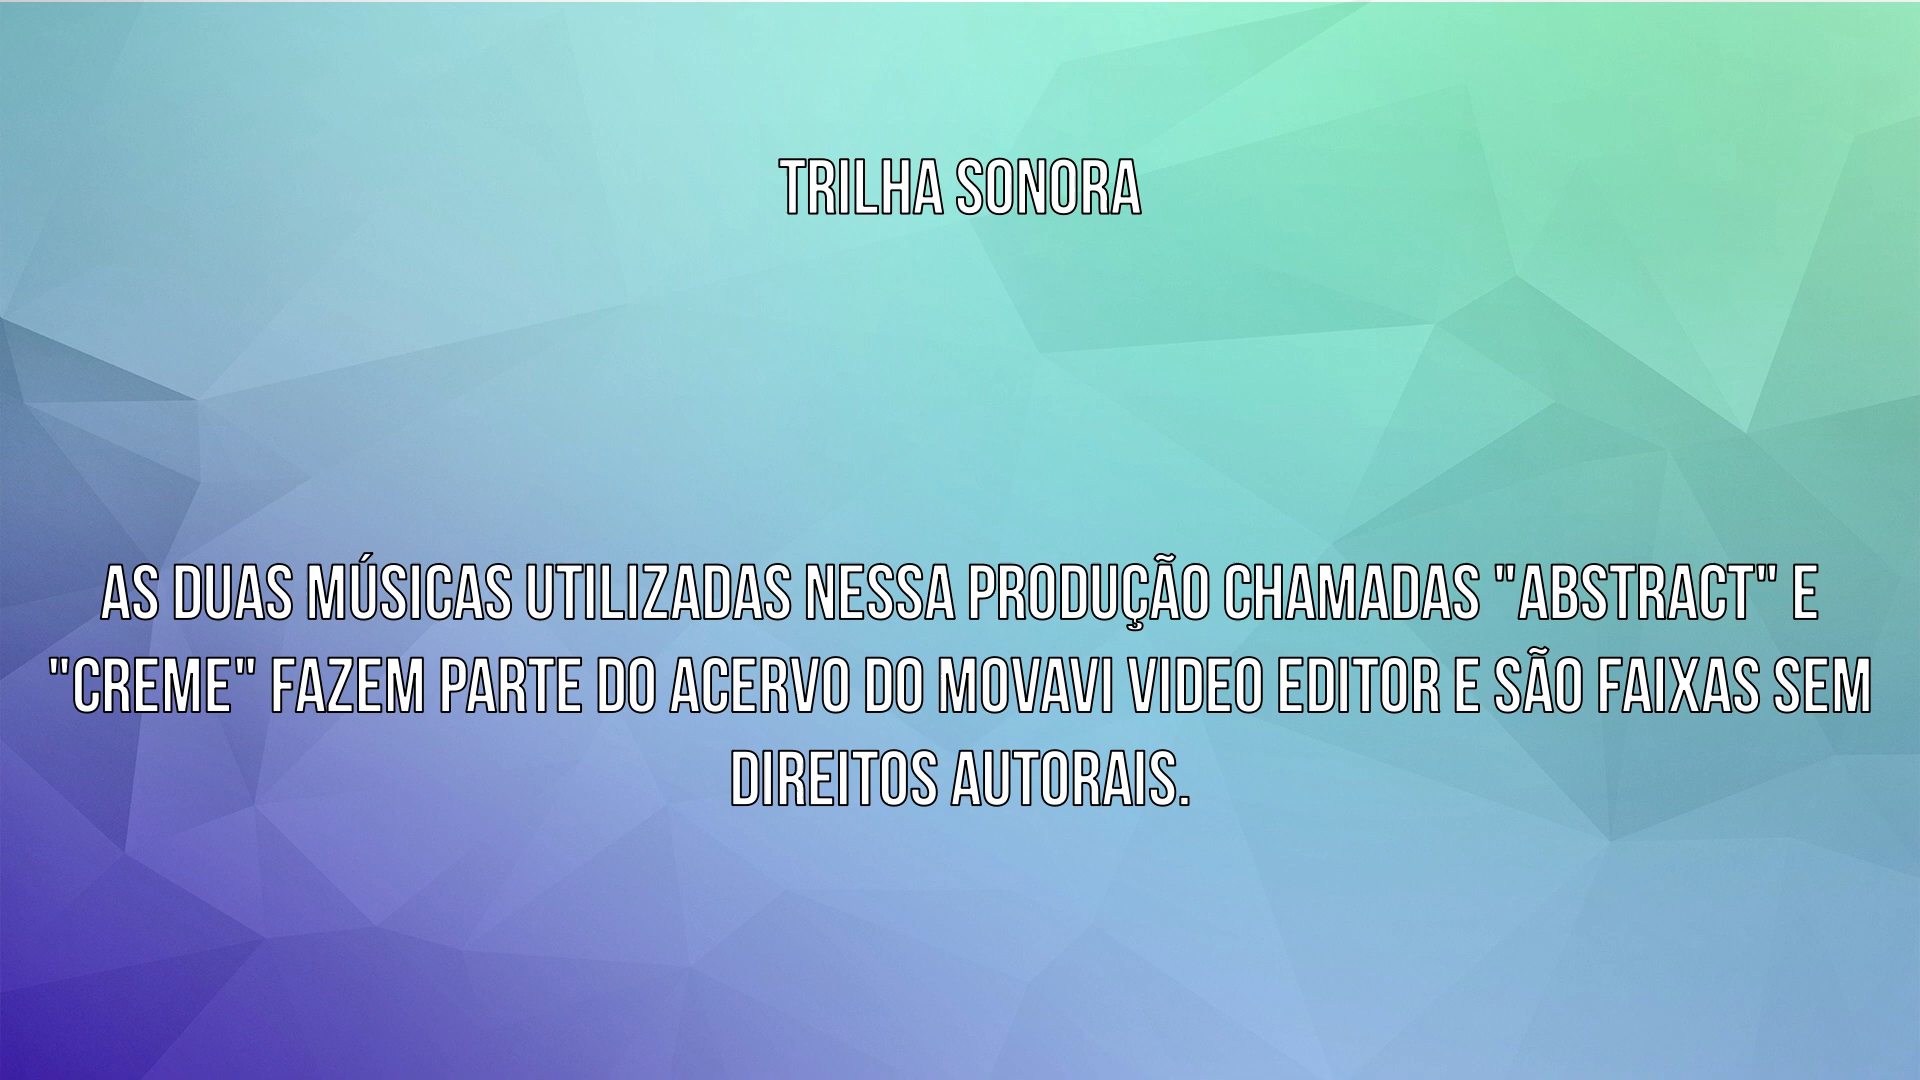 TRILHA SONORA
AS DUAS MÚSICAS UTILIZADAS NESSA PRODUÇÃO CHAMADAS "ABSTRACT" E
"CREME" FAZEM PARTE DO ACERVO DO MOVAVI VIDEO EDITOR E SÃO FAIXAS SEM
DIREITOS AUTORAIS.